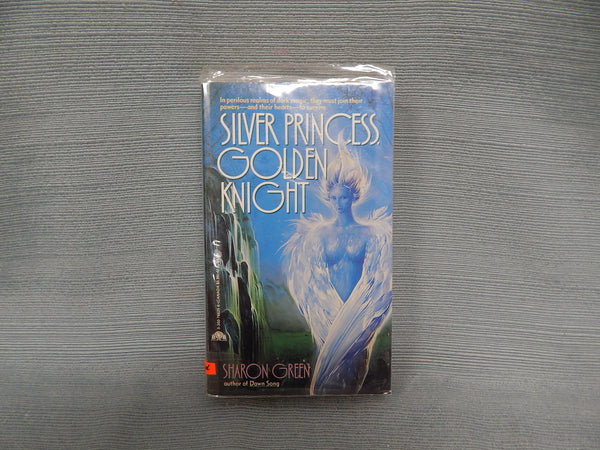 In perilous realms of dark magic, they must join their
powers—and their hearts—to survive
SILVER PRINCESS,
GOLDEN
KNIGHT
SHARON GREEN
author of Dawn Song